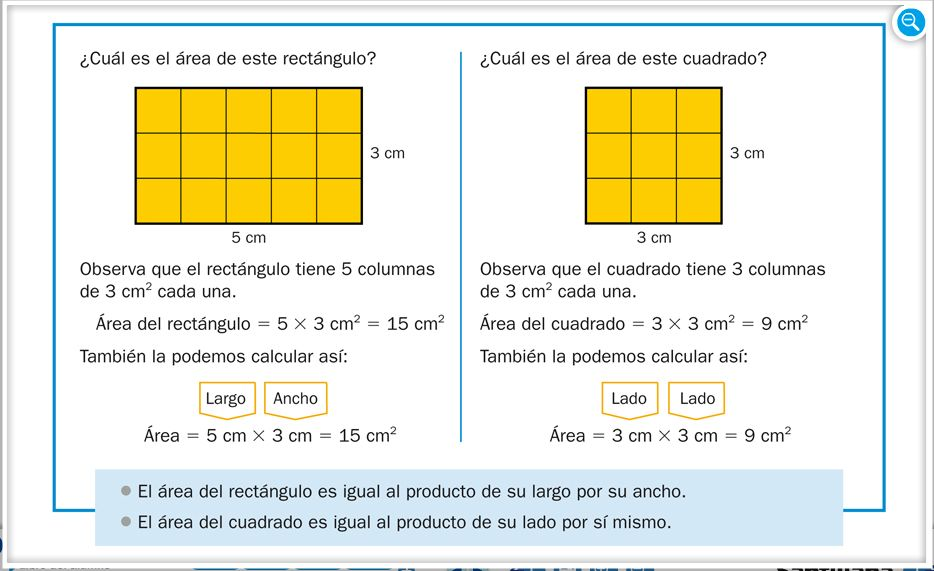 ¿Cuál es el área de este rectángulo?
3 cm
5 cm
Observa que el rectángulo tiene 5 columnas
de 3 cm² cada una.
Área del rectángulo = 5 × 3 cm² = 15 cm²
También la podemos calcular así:
Largo Ancho
Área = 5 cm × 3 cm = 15 cm²
¿Cuál es el área de este cuadrado?
3 cm
3 cm
Observa que el cuadrado tiene 3 columnas
de 3 cm² cada una.
Área del cuadrado = 3 × 3 cm² = 9 cm²
También la podemos calcular así:
Lado Lado
Área = 3 cm × 3 cm = 9 cm²
El área del rectángulo es igual al producto de su largo por su ancho.
El área del cuadrado es igual al producto de su lado por sí mismo.